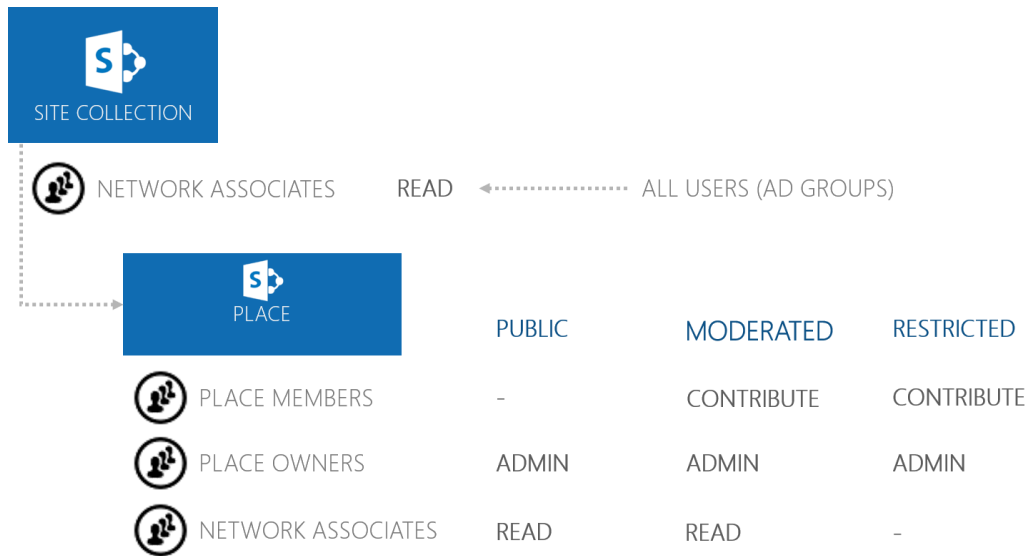 S
SITE COLLECTION
NETWORK ASSOCIATES READ ALL USERS (AD GROUPS)
S
PLACE
PUBLIC MODERATED RESTRICTED
PLACE MEMBERS - CONTRIBUTE CONTRIBUTE
PLACE OWNERS ADMIN ADMIN ADMIN
NETWORK ASSOCIATES READ READ -